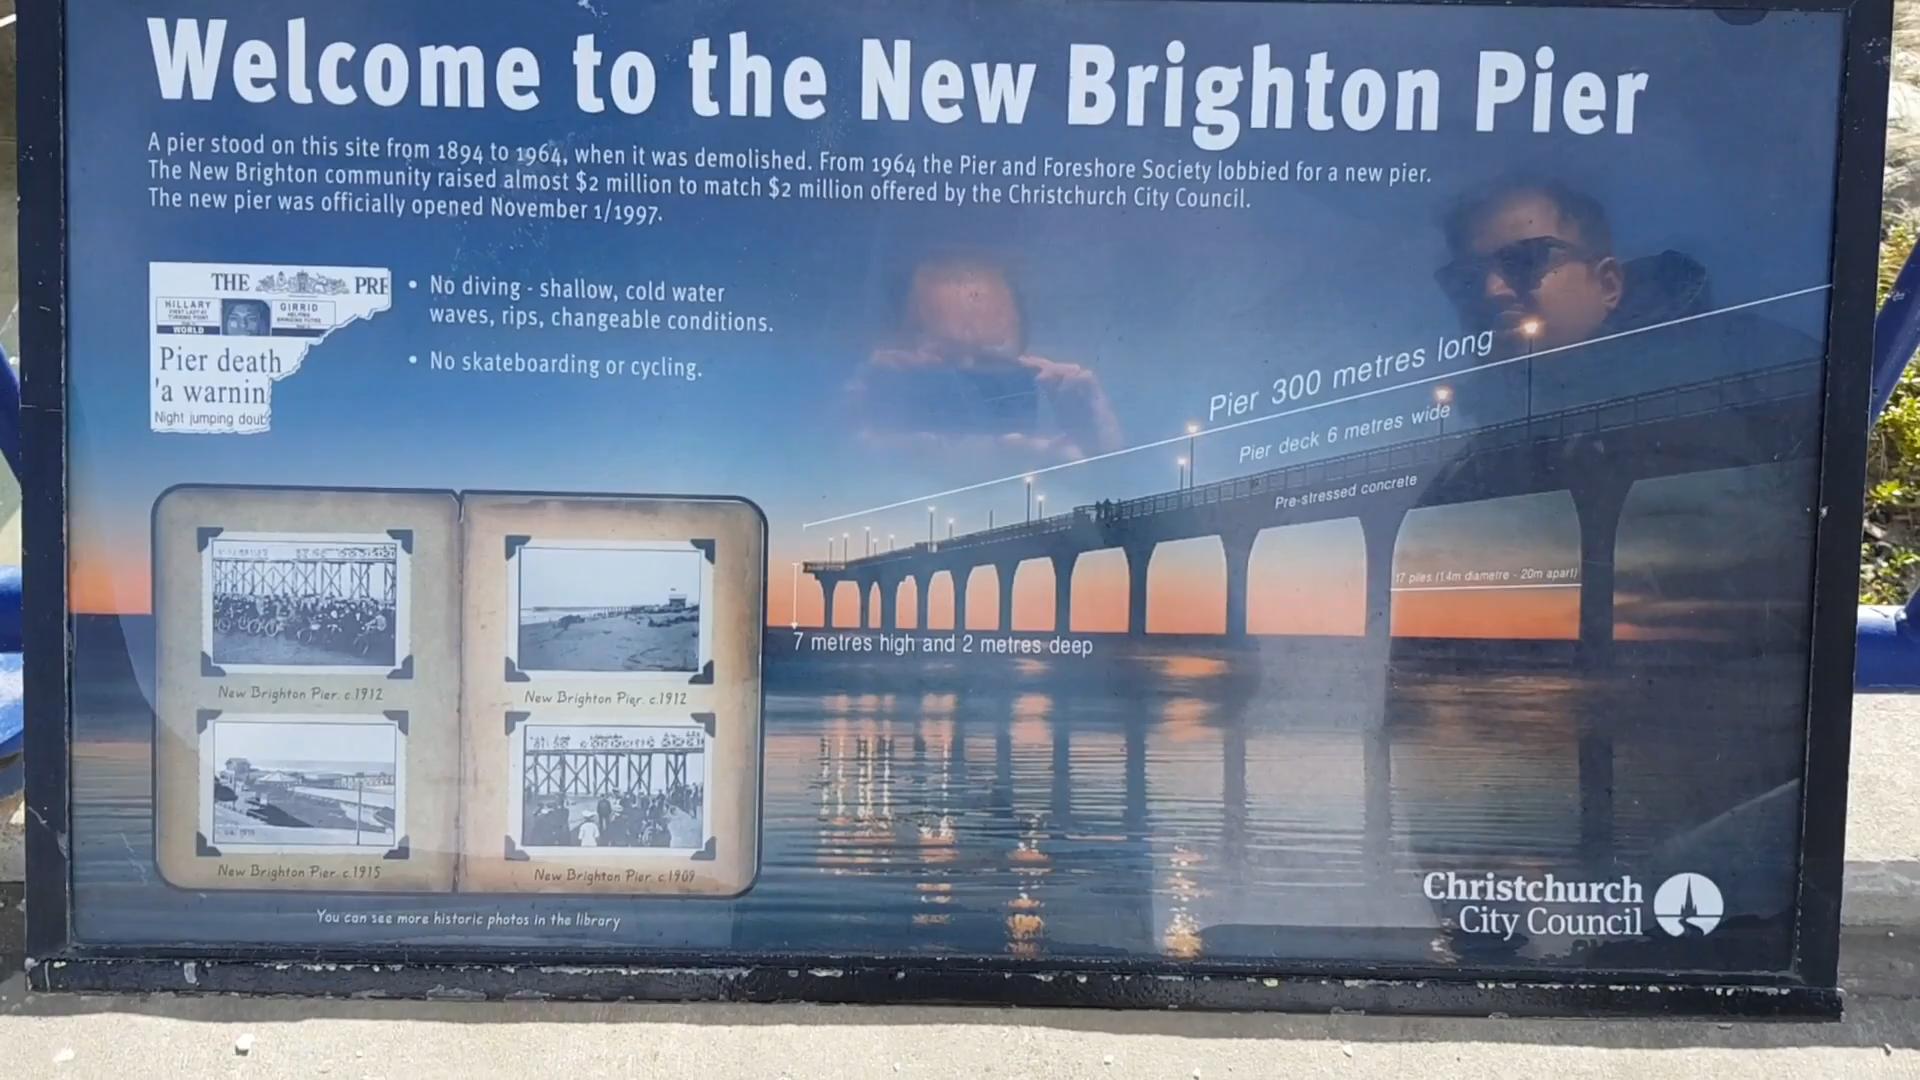 Welcome to the New Brighton Pier
A pier stood on this site from 1894 to 1964, when it was demolished. From 1964 the Pier and Foreshore Society lobbied for a new pier.
The New Brighton community raised almost $2 million to match $2 million offered by the Christchurch City Council.
The new pier was officially opened November 1/1997.
THE PRE
HILLARY
GIRRID
WORLD
Pier death
'a warnin
Night jumping doub
• No diving - shallow, cold water
waves, rips, changeable conditions.
• No skateboarding or cycling.
Pier 300 metres long
Pier deck 6 metres wide
Pre-stressed concrete
17 piles (1.4m diametre - 20m apart)
7 metres high and 2 metres deep
New Brighton Pier. c.1912
New Brighton Pier. c.1912
New Brighton Pier. c.1915
New Brighton Pier. c.1909
You can see more historic photos in the library
Christchurch
City Council